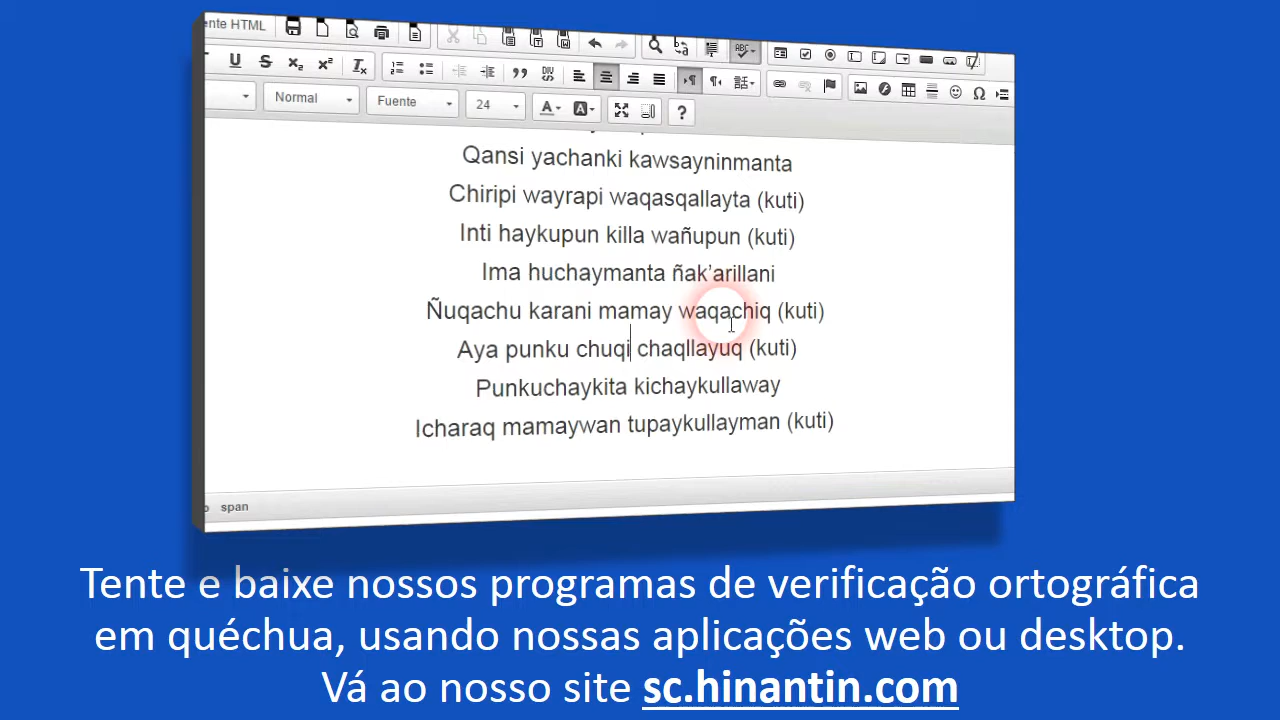 ente HTML
Normal Fuente 24
Qansi yachanki kawsayninmanta
Chiripi wayrapi waqasqallayta (kuti)
Inti haykupun killa wañupun (kuti)
Ima huchaymanta ñak'arillani
Ñuqachu karani mamay waqachiq (kuti)
Aya punku chuqi chaqllayuq (kuti)
Punkuchaykita kichaykullaway
Icharaq mamaywan tupaykullayman (kuti)
span
Tente e baixe nossos programas de verificação ortográfica
em quéchua, usando nossas aplicações web ou desktop.
Vá ao nosso site sc.hinantin.com